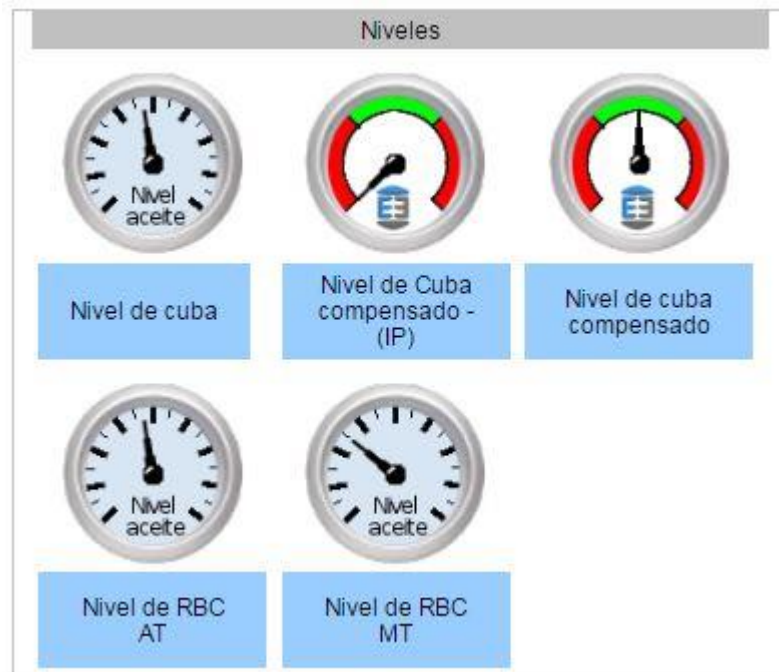 Niveles
Nivel
aceite
Nivel de cuba
Nivel de Cuba
compensado -
(IP)
Nivel de cuba
compensado
Nivel
aceite
Nivel
aceite
Nivel de RBC
AT
Nivel de RBC
MT